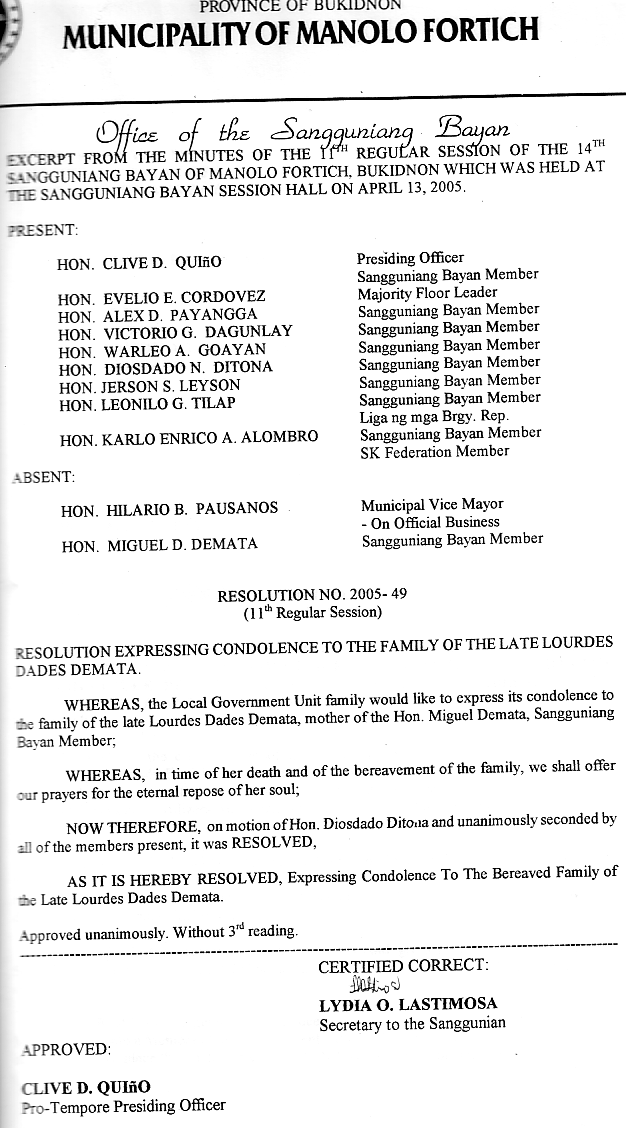 PROVINCE OF BUKIDNON
MUNICIPALITY OF MANOLO FORTICH
Office of the Sangguniang Bayan
EXCERPT FROM THE MINUTES OF THE 11TH REGULAR SESSION OF THE 14TH
SANGGUNIANG BAYAN OF MANOLO FORTICH, BUKIDNON WHICH WAS HELD AT
THE SANGGUNIANG BAYAN SESSION HALL ON APRIL 13, 2005.
PRESENT:
HON. CLIVE D. QUIñO Presiding Officer
Sangguniang Bayan Member
HON. EVELIO E. CORDOVEZ Majority Floor Leader
HON. ALEX D. PAYANGGA Sangguniang Bayan Member
HON. VICTORIO G. DAGUNLAY Sangguniang Bayan Member
HON. WARLEO A. GOAYAN Sangguniang Bayan Member
HON. DIOSDADO N. DITONA Sangguniang Bayan Member
HON. JERSON S. LEYSON Sangguniang Bayan Member
HON. LEONILO G. TILAP Sangguniang Bayan Member
Liga ng mga Brgy. Rep.
HON. KARLO ENRICO A. ALOMBRO Sangguniang Bayan Member
SK Federation Member
ABSENT:
HON. HILARIO B. PAUSANOS Municipal Vice Mayor
- On Official Business
HON. MIGUEL D. DEMATA Sangguniang Bayan Member
RESOLUTION NO. 2005- 49
(11th Regular Session)
RESOLUTION EXPRESSING CONDOLENCE TO THE FAMILY OF THE LATE LOURDES
DADES DEMATA.
WHEREAS, the Local Government Unit family would like to express its condolence to
the family of the late Lourdes Dades Demata, mother of the Hon. Miguel Demata, Sangguniang
Bayan Member;
WHEREAS, in time of her death and of the bereavement of the family, we shall offer
our prayers for the eternal repose of her soul;
NOW THEREFORE, on motion of Hon. Diosdado Ditona and unanimously seconded by
all of the members present, it was RESOLVED,
AS IT IS HEREBY RESOLVED, Expressing Condolence To The Bereaved Family of
the Late Lourdes Dades Demata.
Approved unanimously. Without 3rd reading.
CERTIFIED CORRECT:
LYDIA O. LASTIMOSA
Secretary to the Sanggunian
APPROVED:
CLIVE D. QUIñO
Pro-Tempore Presiding Officer